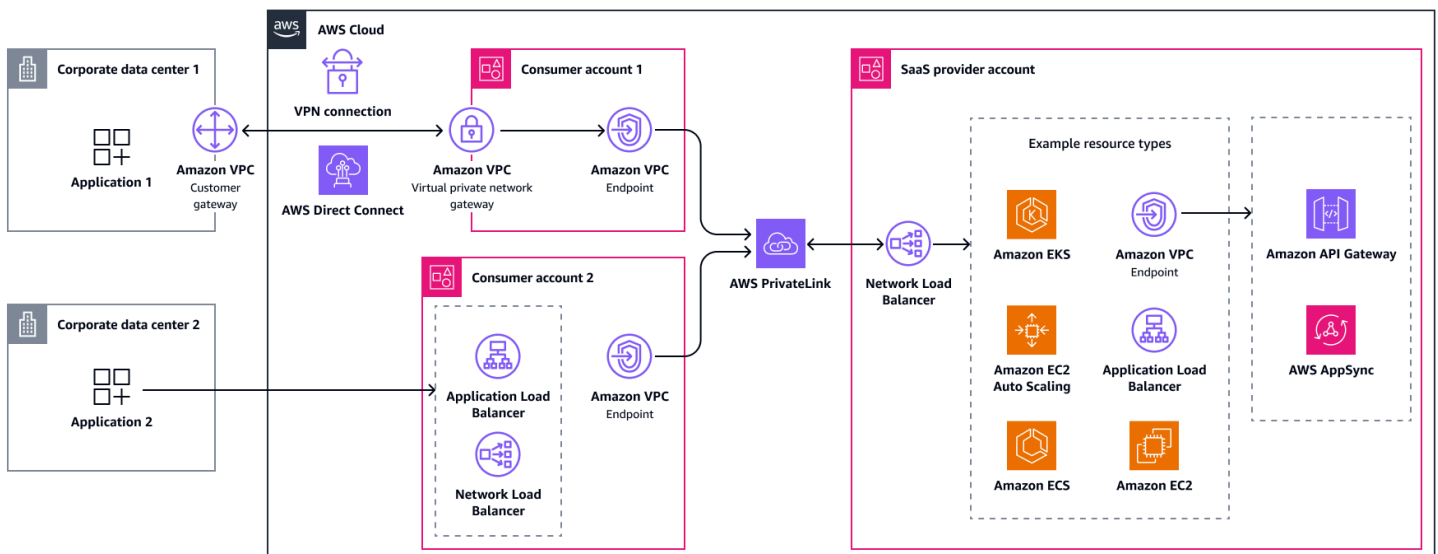 aws
AWS Cloud
Corporate data center 1
Application 1
Amazon VPC
Customer
gateway
VPN connection
AWS Direct Connect
Consumer account 1
Amazon VPC
Virtual private network
gateway
Amazon VPC
Endpoint
Corporate data center 2
Application 2
Consumer account 2
Application Load
Balancer
Network Load
Balancer
Amazon VPC
Endpoint
AWS PrivateLink
SaaS provider account
Network Load
Balancer
Example resource types
K
Amazon EKS
Amazon VPC
Endpoint
Amazon EC2
Auto Scaling
Application Load
Balancer
Amazon ECS
Amazon EC2
</>
Amazon API Gateway
AWS AppSync